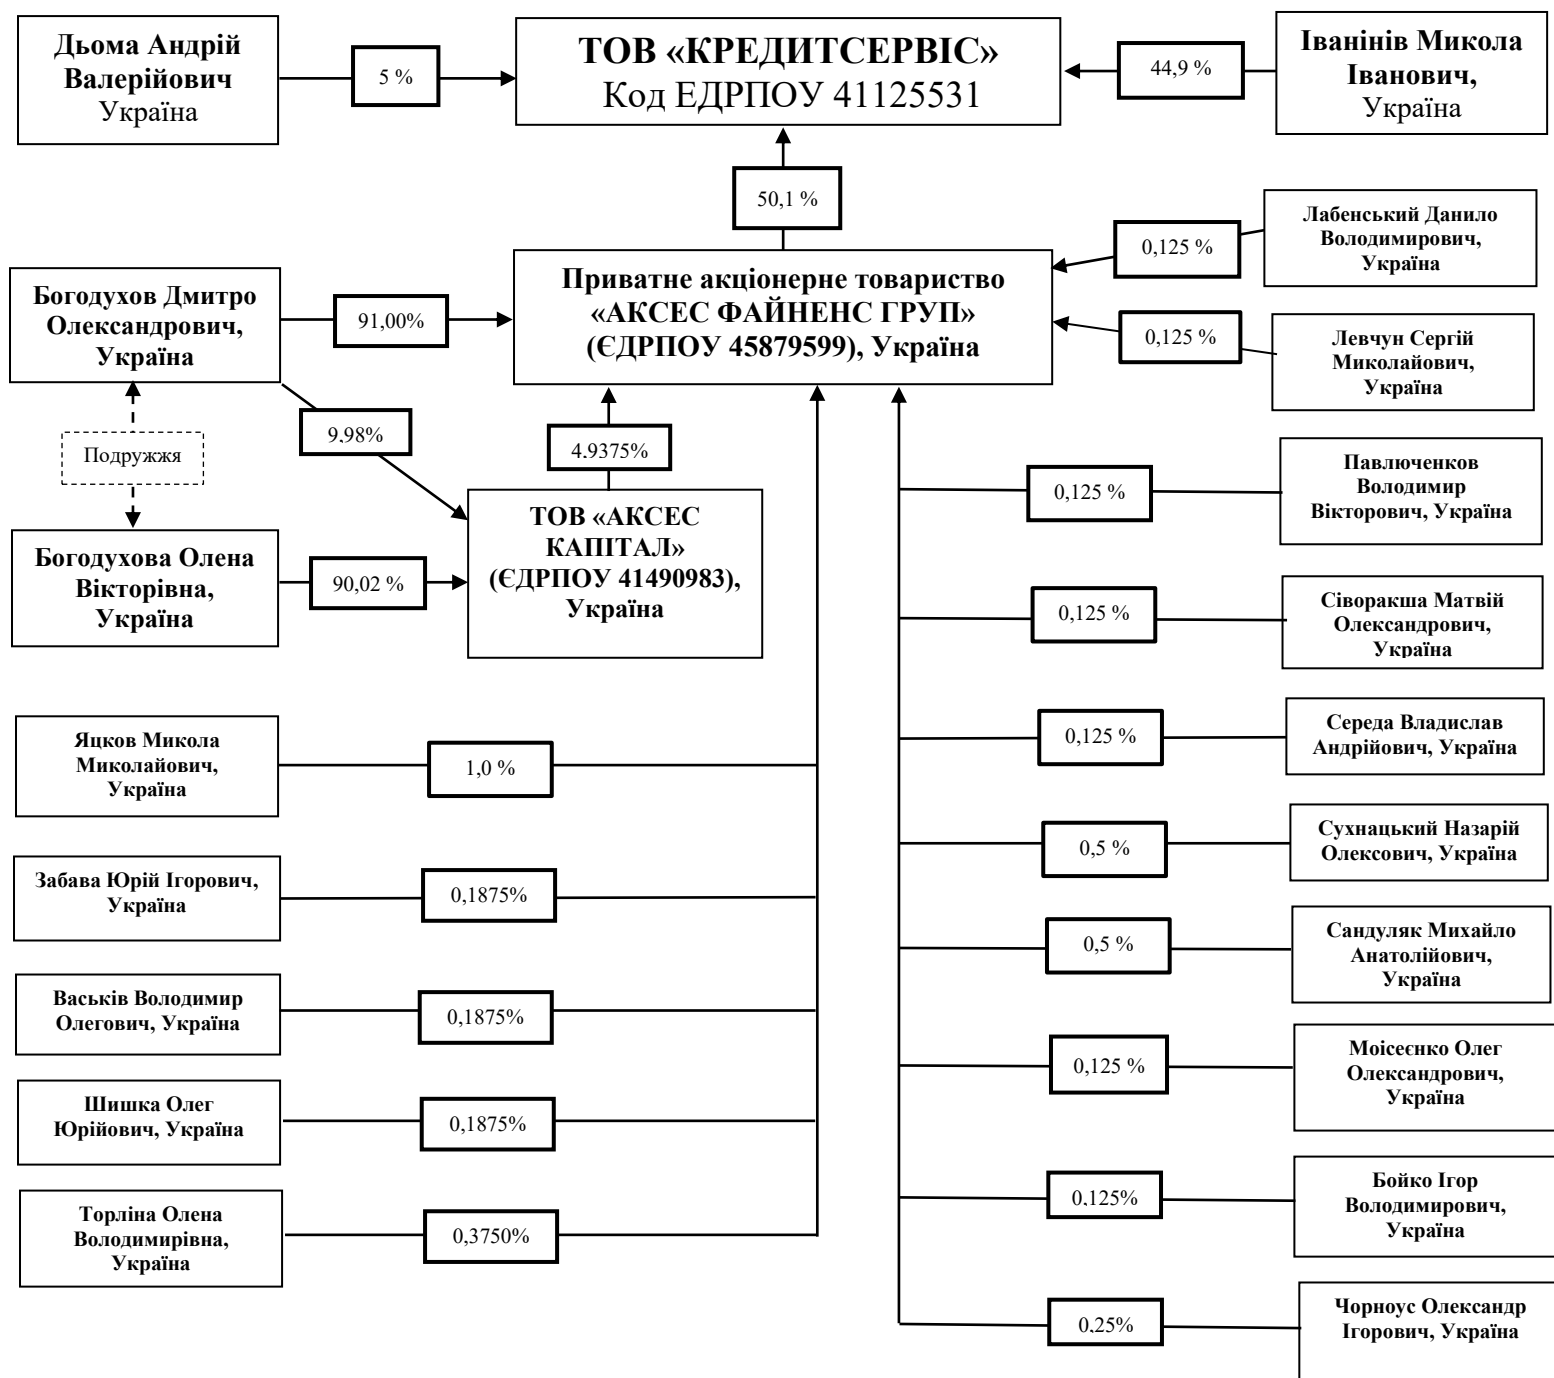 Дьома Андрій
Валерійович
Україна
5 %
ТОВ «КРЕДИТСЕРВІС»
Код ЕДРПОУ 41125531
44,9 %
Іванінів Микола
Іванович,
Україна
50,1 %
Лабенський Данило
Володимирович,
Україна
0,125 %
Богодухов Дмитро
Олександрович,
Україна
91,00%
Приватне акціонерне товариство
«АКСЕС ФАЙНЕНС ГРУП»
(ЄДРПОУ 45879599), Україна
0,125 %
Левчун Сергій
Миколайович,
Україна
9,98%
4,9375%
Подружжя
Павлюченков
Володимир
Вікторович, Україна
0,125 %
Богодухова Олена
Вікторівна,
Україна
90,02 %
ТОВ «АКСЕС
КАПІТАЛ»
(ЄДРПОУ 41490983),
Україна
0,125 %
Сіворакша Матвій
Олександрович,
Україна
Яцков Микола
Миколайович,
Україна
1,0 %
0,125 %
Середа Владислав
Андрійович, Україна
Забава Юрій Ігорович,
Україна
0,1875%
0,5 %
Сухнацький Назарій
Олексович, Україна
0,5 %
Сандуляк Михайло
Анатолійович,
Україна
Васьків Володимир
Олегович, Україна
0,1875%
0,125 %
Моісеєнко Олег
Олександрович,
Україна
Шишка Олег
Юрійович, Україна
0,1875%
0,125%
Бойко Ігор
Володимирович,
Україна
Торліна Олена
Володимирівна,
Україна
0,3750%
0,25%
Чорноус Олександр
Ігорович, Україна